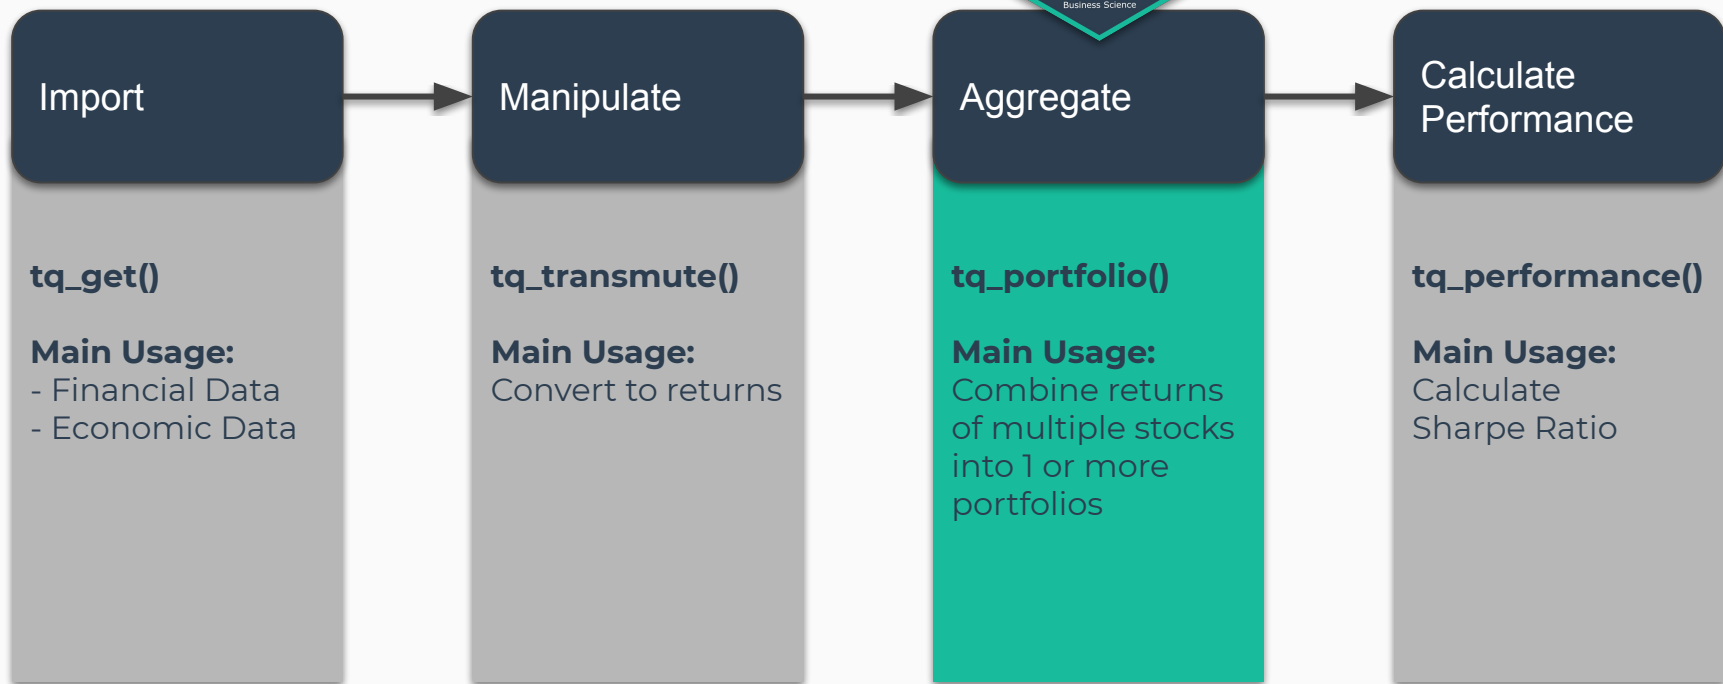 Business Science
Import
Manipulate
Aggregate
Calculate
Performance
tq_get()
Main Usage:
- Financial Data
- Economic Data
tq_transmute()
Main Usage:
Convert to returns
tq_portfolio()
Main Usage:
Combine returns
of multiple stocks
into 1 or more
portfolios
tq_performance()
Main Usage:
Calculate
Sharpe Ratio